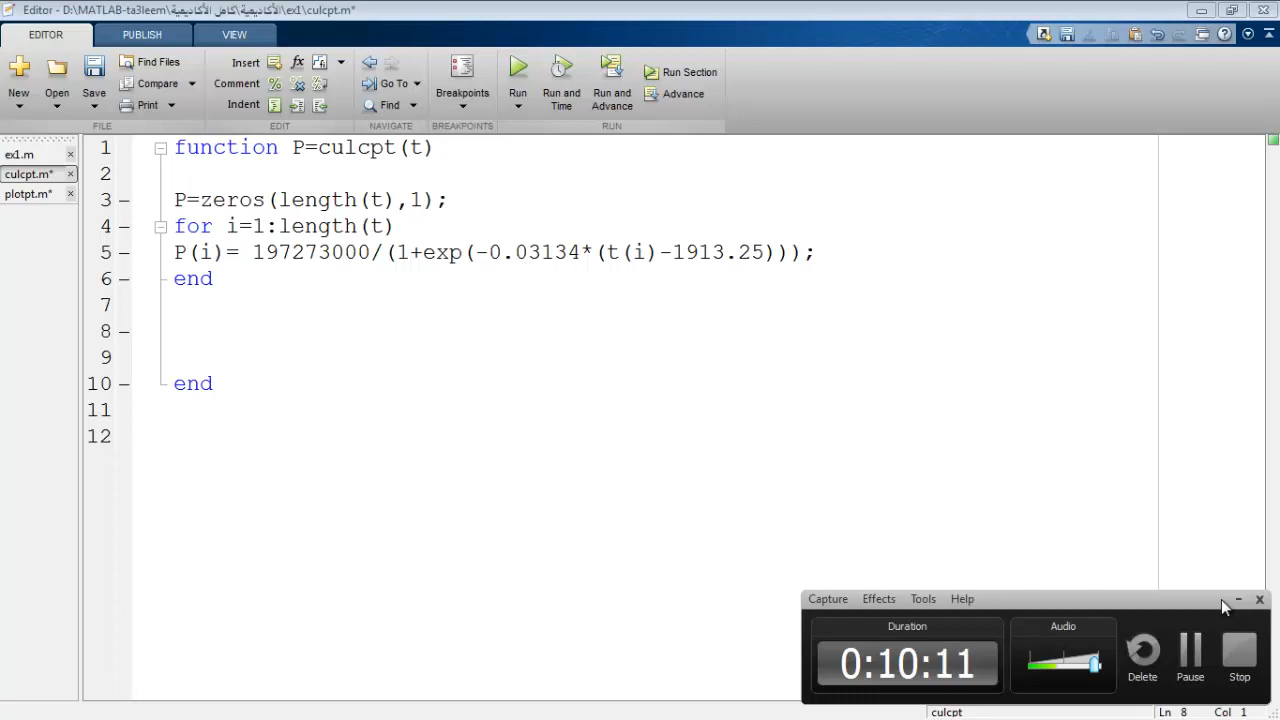 Editor - D:\MATLAB-ta3leem\الأكاديمية\كامل الأكاديمية\ex1\culcpt.m*
EDITOR PUBLISH VIEW
New Open Save
Find Files
Compare
Print
FILE
Insert
Comment
Indent
EDIT
Go To
Find
NAVIGATE
Breakpoints
BREAKPOINTS
Run
Run and Time
Run and Advance
Run Section
Advance
RUN
ex1.m
culcpt.m*
plotpt.m*
1 function P=culcpt(t)
2
3 P=zeros(length(t),1);
4 for i=1:length(t)
5 P(i)= 197273000/(1+exp(-0.03134*(t(i)-1913.25)));
6 end
7
8
9
10 end
11
12
Capture Effects Tools Help
Duration
0:10:11
Audio
Delete Pause Stop
culcpt Ln 8 Col 1